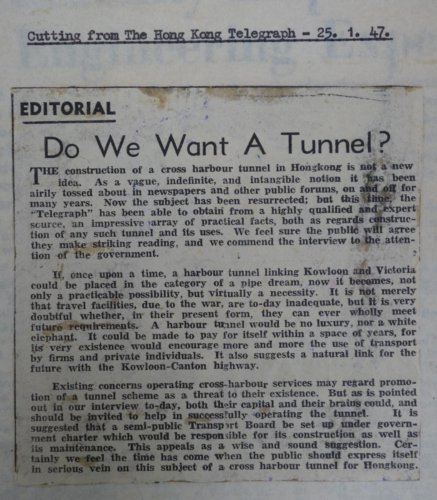 Cutting from The Hong Kong Telegraph - 25. 1. 47.
EDITORIAL
Do We Want A Tunnel?
THE construction of a cross harbour tunnel in Hongkong is not a new
idea. As a vague, indefinite, and intangible notion it has been
airily tossed about in newspapers and other public forums, on and off for
many years. Now the subject has been resurrected; but this time, the
"Telegraph" has been able to obtain from a highly qualified and expert
source, an impressive array of practical facts, both as regards construc-
tion of any such tunnel and its uses. We feel sure the public will agree
they make striking reading, and we commend the interview to the atten-
tion of the government.
If, once upon a time, a harbour tunnel linking Kowloon and Victoria
could be placed in the category of a pipe dream, now it becomes, not
only a practicable possibility, but virtually a necessity. It is not merely
that travel facilities, due to the war, are to-day inadequate, but it is very
doubtful whether, in their present form, they can ever wholly meet
future requirements. A harbour tunnel would be no luxury, nor a white
elephant. It could be made to pay for itself within a space of years, for
its very existence would encourage more and more the use of transport
by firms and private individuals. It also suggests a natural link for the
future with the Kowloon-Canton highway.
Existing concerns operating cross-harbour services may regard promo-
tion of a tunnel scheme as a threat to their existence. But as is pointed
out in our interview to-day, both their capital and their brains could, and
should be invited to help in successfully operating the tunnel. It is
suggested that a semi-public Transport Board be set up under govern-
ment charter which would be responsible for its construction as well as
its maintenance. This appeals as a wise and sound suggestion. Cer-
tainly we feel the time has come when the public should express itself
in serious vein on this subject of a cross harbour tunnel for Hongkong.